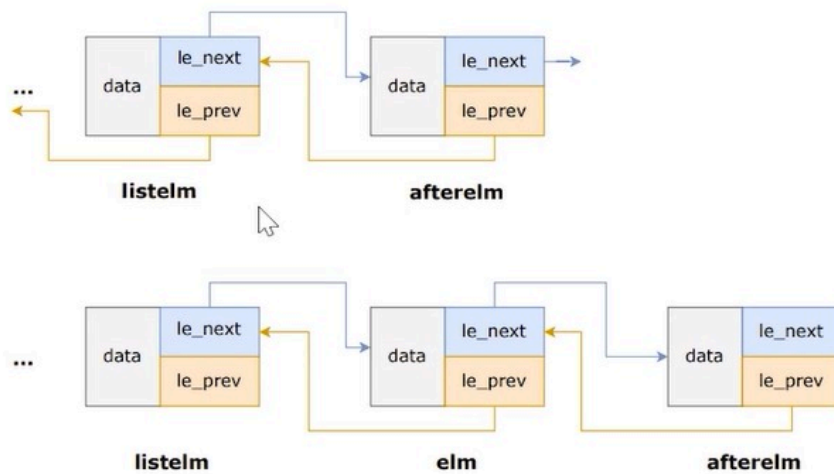 le_next
le_next
...
data
data
le_prev
le_prev
listelm
afterelm
le_next
le_next
le_next
...
data
data
data
le_prev
le_prev
le_prev
listelm
elm
afterelm